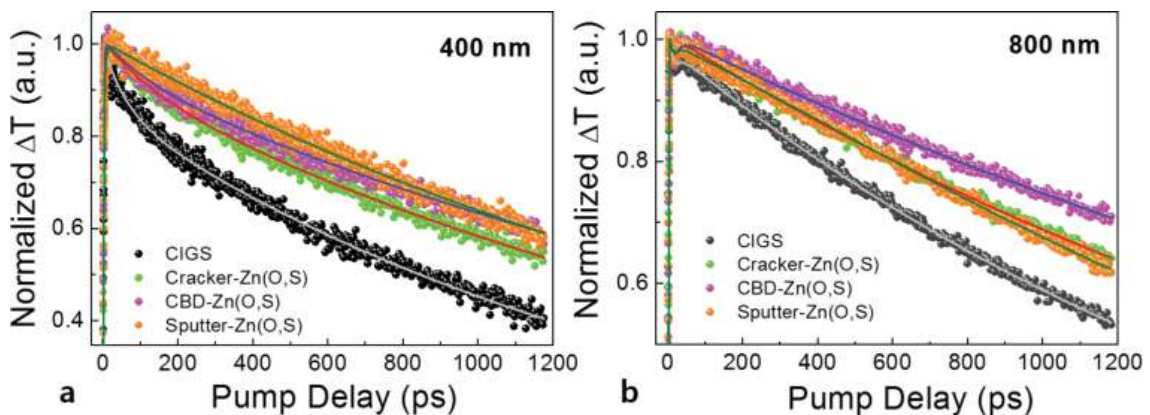 400 nm
Normalized ΔT (a.u.)
1.0
0.8
0.6
0.4
CIGS
Cracker-Zn(O,S)
CBD-Zn(O,S)
Sputter-Zn(O,S)
0 200 400 600 800 1000 1200
a Pump Delay (ps)
800 nm
Normalized ΔT (a.u.)
1.0
0.8
0.6
CIGS
Cracker-Zn(O,S)
CBD-Zn(O,S)
Sputter-Zn(O,S)
0 200 400 600 800 1000 1200
b Pump Delay (ps)